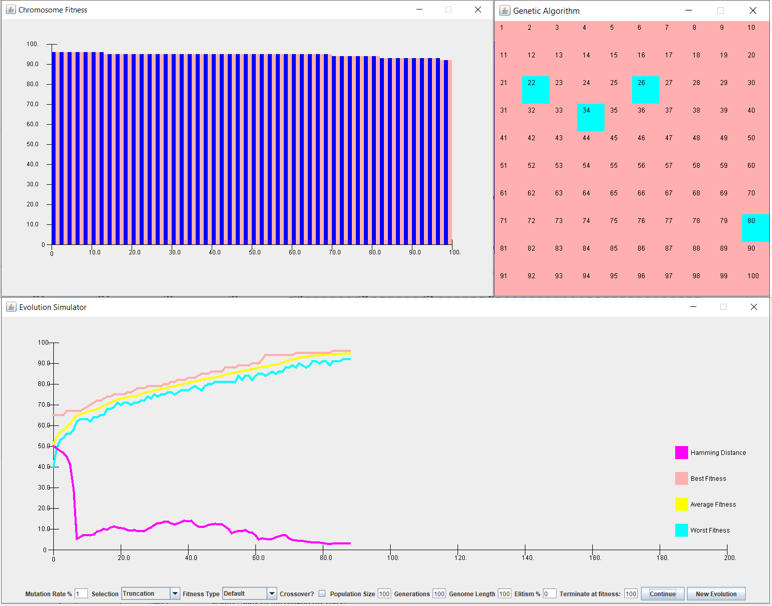 Chromosome Fitness
100.
90.0
80.0
70.0
60.0
50.0
40.0
30.0
20.0
10.0
0
0 10.0 20.0 30.0 40.0 50.0 60.0 70.0 80.0 90.0 100.
Genetic Algorithm
1 2 3 4 5 6 7 8 9 10
11 12 13 14 15 16 17 18 19 20
21 22 23 24 25 26 27 28 29 30
31 32 33 34 35 36 37 38 39 40
41 42 43 44 45 46 47 48 49 50
51 52 53 54 55 56 57 58 59 60
61 62 63 64 65 66 67 68 69 70
71 72 73 74 75 76 77 78 79 80
81 82 83 84 85 86 87 88 89 90
91 92 93 94 95 96 97 98 99 100
Evolution Simulator
100.
90.0
80.0
70.0
60.0
50.0
40.0
30.0
20.0
10.0
0
0 20.0 40.0 60.0 80.0 100. 120. 140. 160. 180. 200.
Hamming Distance
Best Fitness
Average Fitness
Worst Fitness
Mutation Rate % 1 Selection Truncation Fitness Type Default Crossover? Population Size 100 Generations 100 Genome Length 100 Elitism % 0 Terminate at fitness: 100 Continue New Evolution